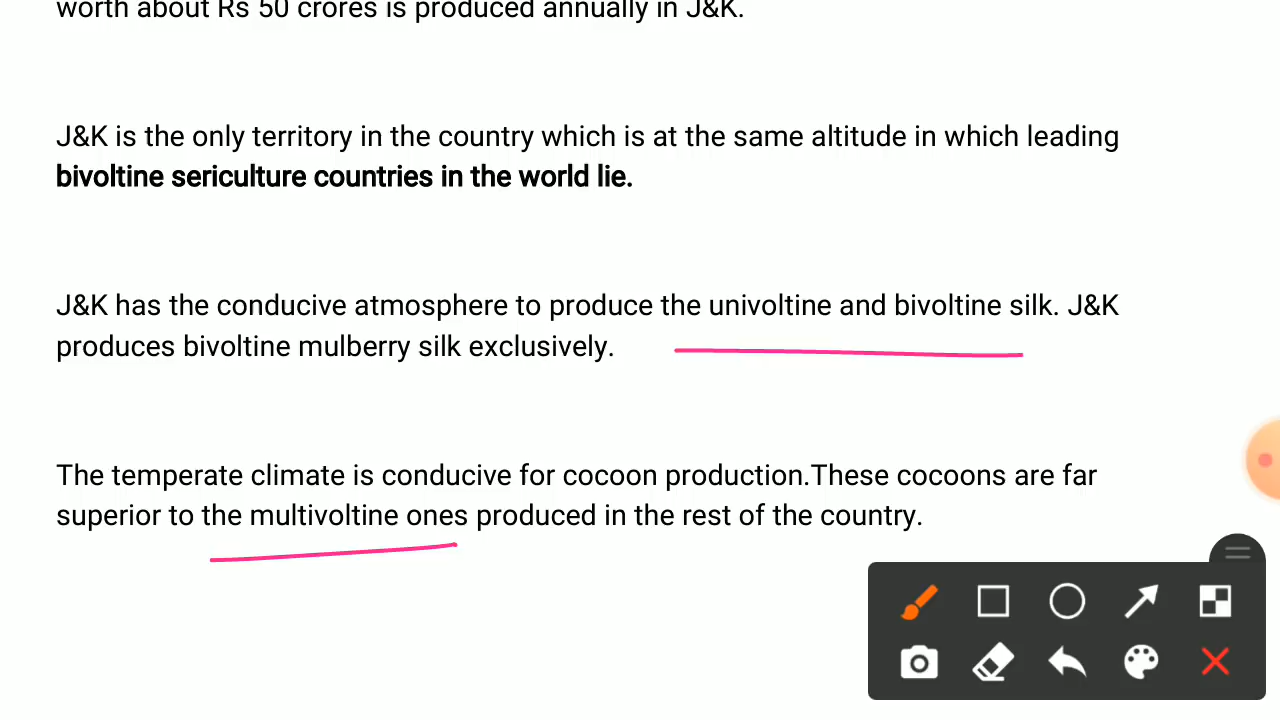 worth about Rs 50 crores is produced annually in J&K.
J&K is the only territory in the country which is at the same altitude in which leading
bivoltine sericulture countries in the world lie.
J&K has the conducive atmosphere to produce the univoltine and bivoltine silk. J&K
produces bivoltine mulberry silk exclusively.
The temperate climate is conducive for cocoon production.These cocoons are far
superior to the multivoltine ones produced in the rest of the country.